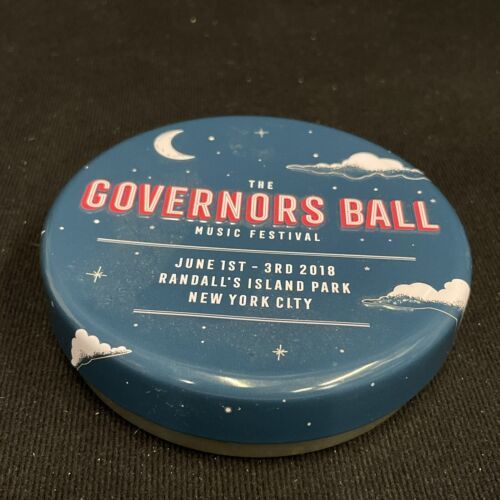 THE
GOVERNORS BALL
MUSIC FESTIVAL
JUNE 1ST - 3RD 2018
RANDALL'S ISLAND PARK
NEW YORK CITY